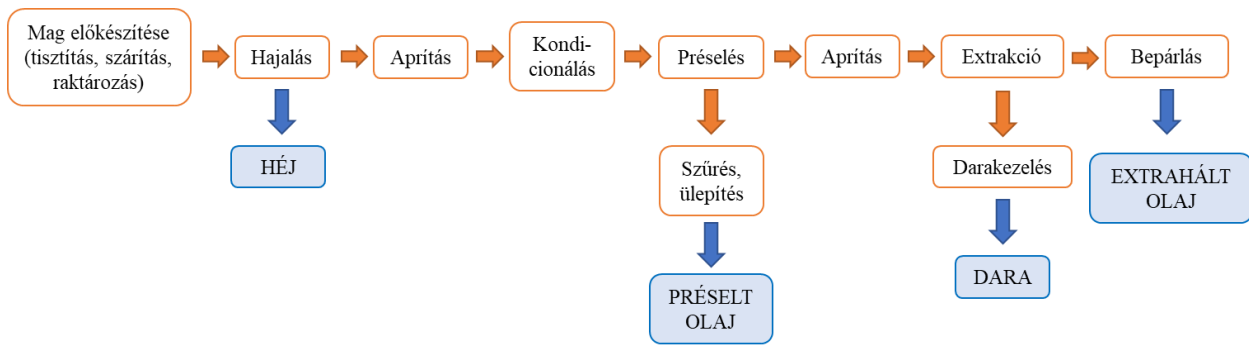 Mag előkészítése
(tisztítás, szárítás,
raktározás)
Hajalás
Aprítás
Kondi-
cionálás
Préselés
Aprítás
Extrakció
Bepárlás
HÉJ
Szűrés,
ülepítés
Darakezelés
EXTRAHÁLT
OLAJ
PRÉSELT
OLAJ
DARA